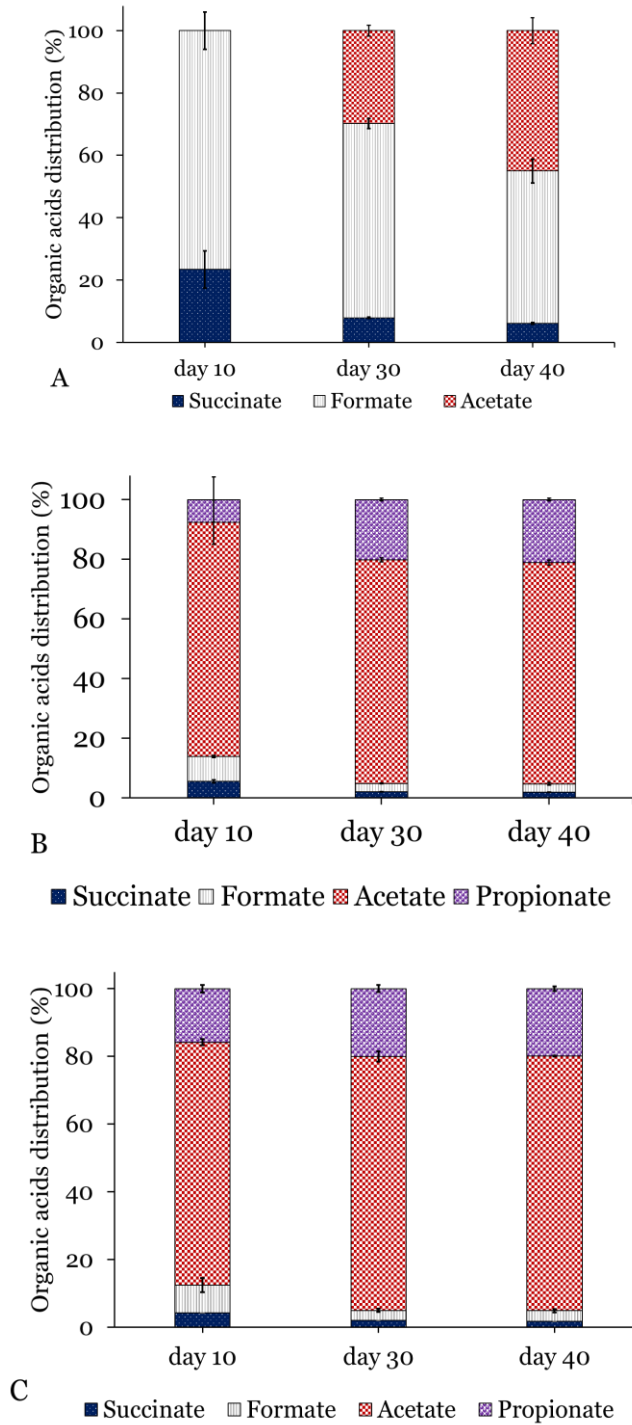 Organic acids distribution (%)
100
80
60
40
20
0
day 10 day 30 day 40
A
Succinate Formate Acetate
Organic acids distribution (%)
100
80
60
40
20
0
day 10 day 30 day 40
B
Succinate Formate Acetate Propionate
Organic acids distribution (%)
100
80
60
40
20
0
day 10 day 30 day 40
C
Succinate Formate Acetate Propionate